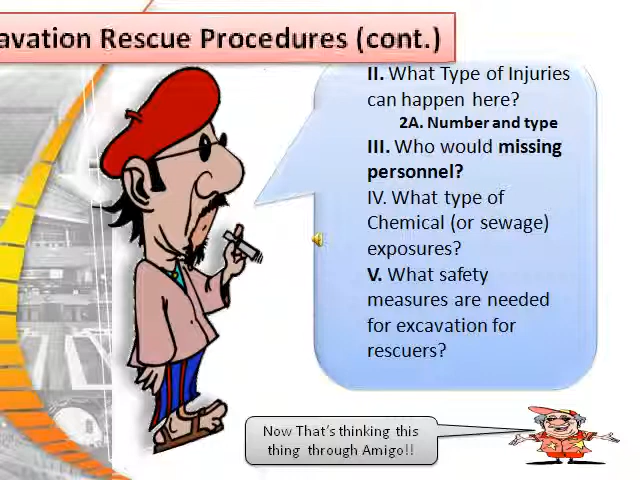 avation Rescue Procedures (cont.)
II. What Type of Injuries
can happen here?
2A. Number and type
III. Who would missing
personnel?
IV. What type of
Chemical (or sewage)
exposures?
V. What safety
measures are needed
for excavation for
rescuers?
Now That's thinking this
thing through Amigo!!